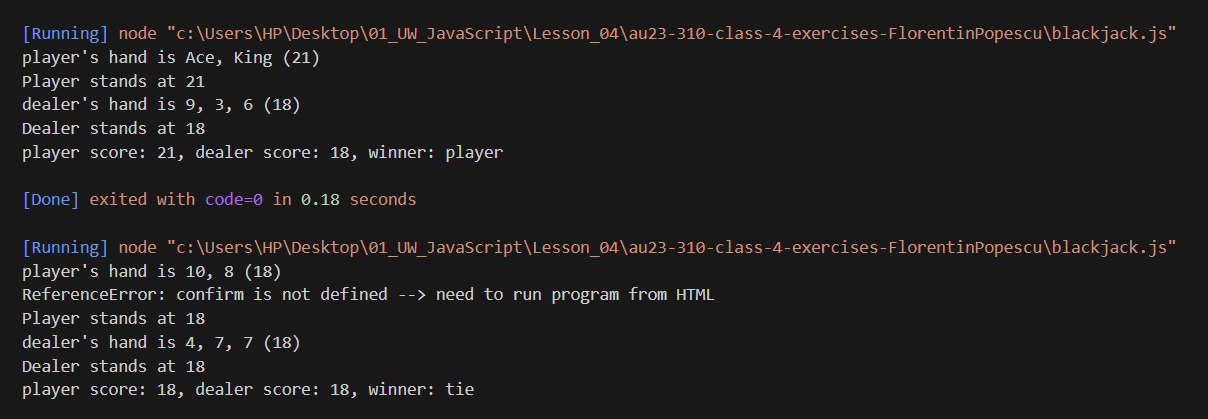 [Running] node "c:\Users\HP\Desktop\01_UW_JavaScript\Lesson_04\au23-310-class-4-exercises-FlorentinPopescu\blackjack.js"
player's hand is Ace, King (21)
Player stands at 21
dealer's hand is 9, 3, 6 (18)
Dealer stands at 18
player score: 21, dealer score: 18, winner: player
[Done] exited with code=0 in 0.18 seconds
[Running] node "c:\Users\HP\Desktop\01_UW_JavaScript\Lesson_04\au23-310-class-4-exercises-FlorentinPopescu\blackjack.js"
player's hand is 10, 8 (18)
ReferenceError: confirm is not defined --> need to run program from HTML
Player stands at 18
dealer's hand is 4, 7, 7 (18)
Dealer stands at 18
player score: 18, dealer score: 18, winner: tie